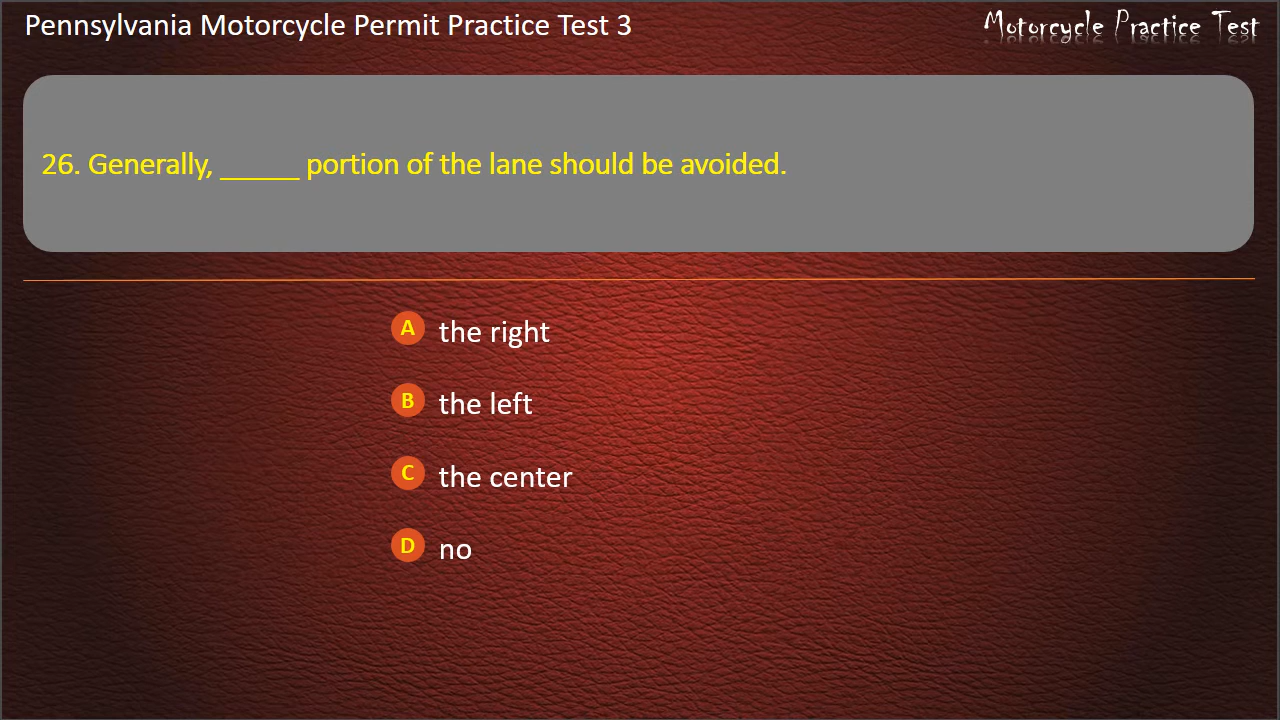 Pennsylvania Motorcycle Permit Practice Test 3
Motorcycle Practice Test
26. Generally, _____ portion of the lane should be avoided.
A the right
B the left
C the center
D no